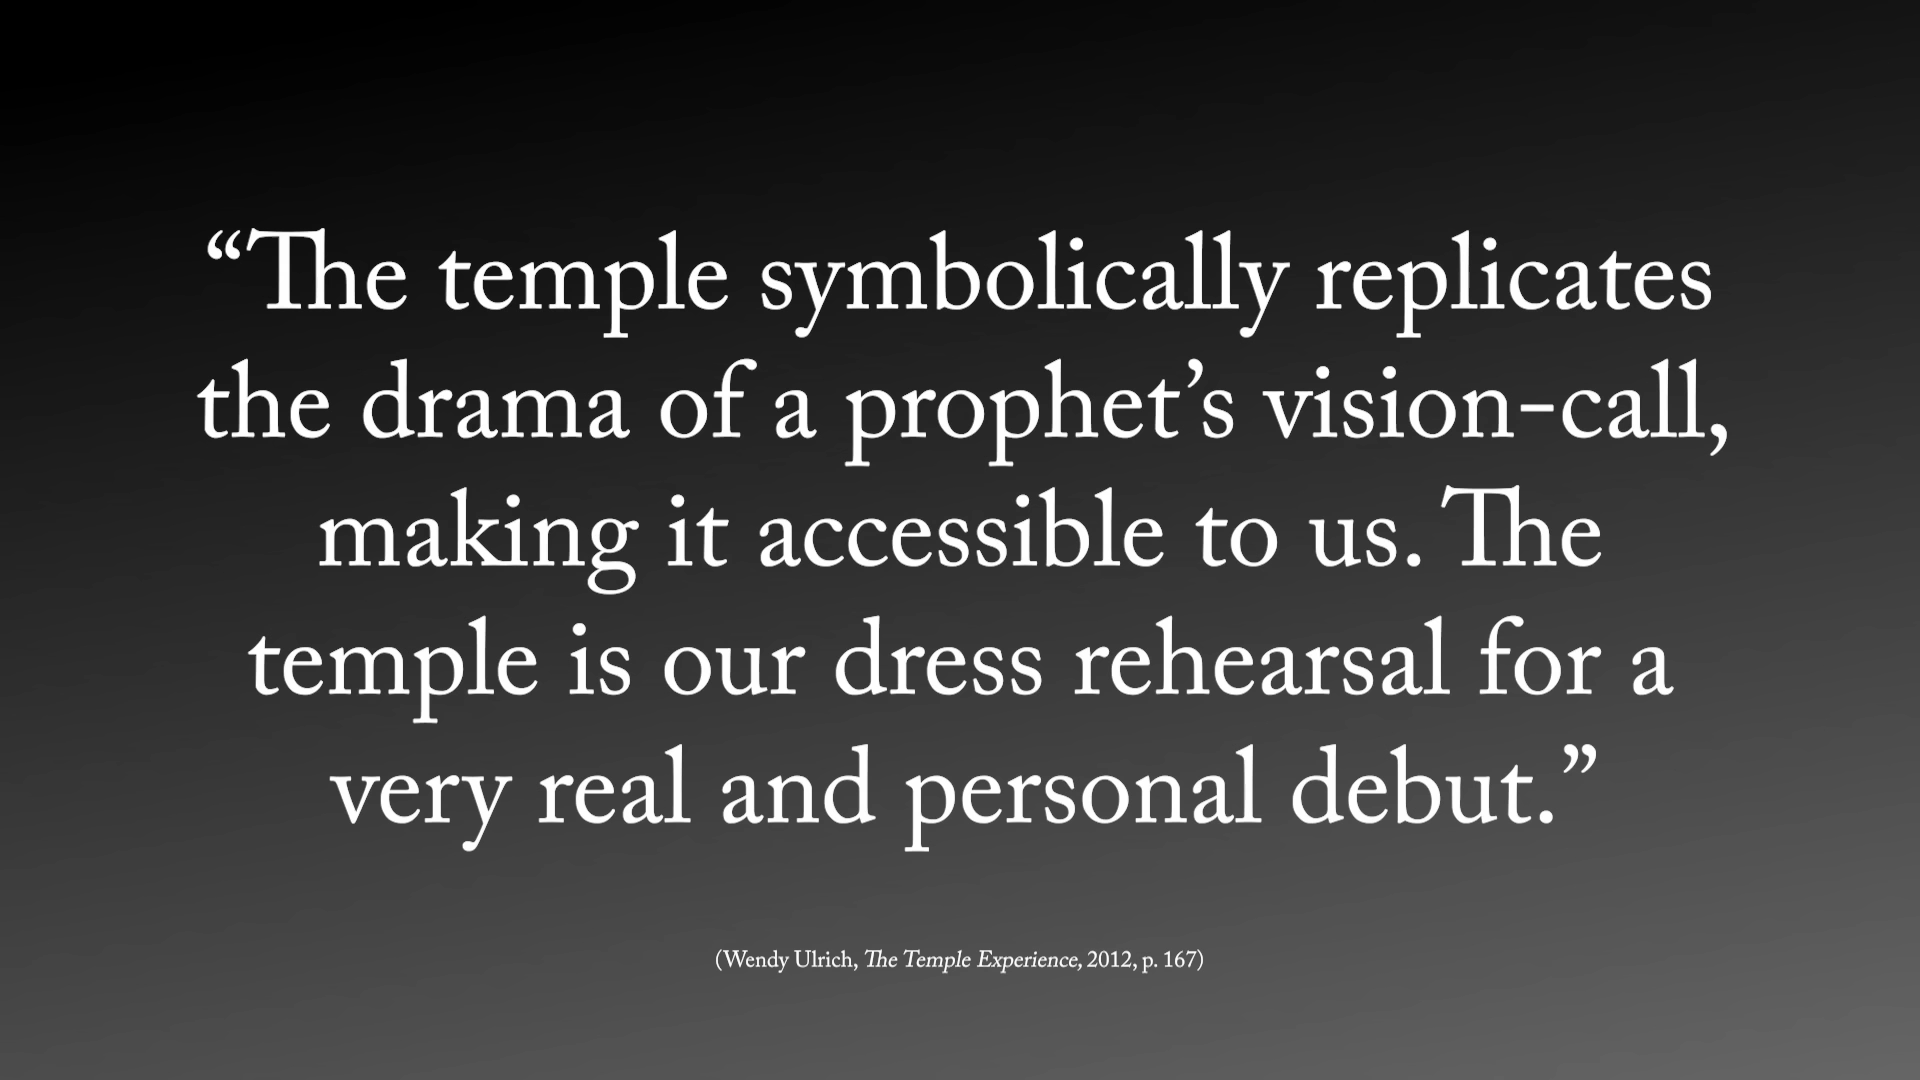 “The temple symbolically replicates
the drama of a prophet’s vision-call,
making it accessible to us. The
temple is our dress rehearsal for a
very real and personal debut.”
(Wendy Ulrich, The Temple Experience, 2012, p. 167)